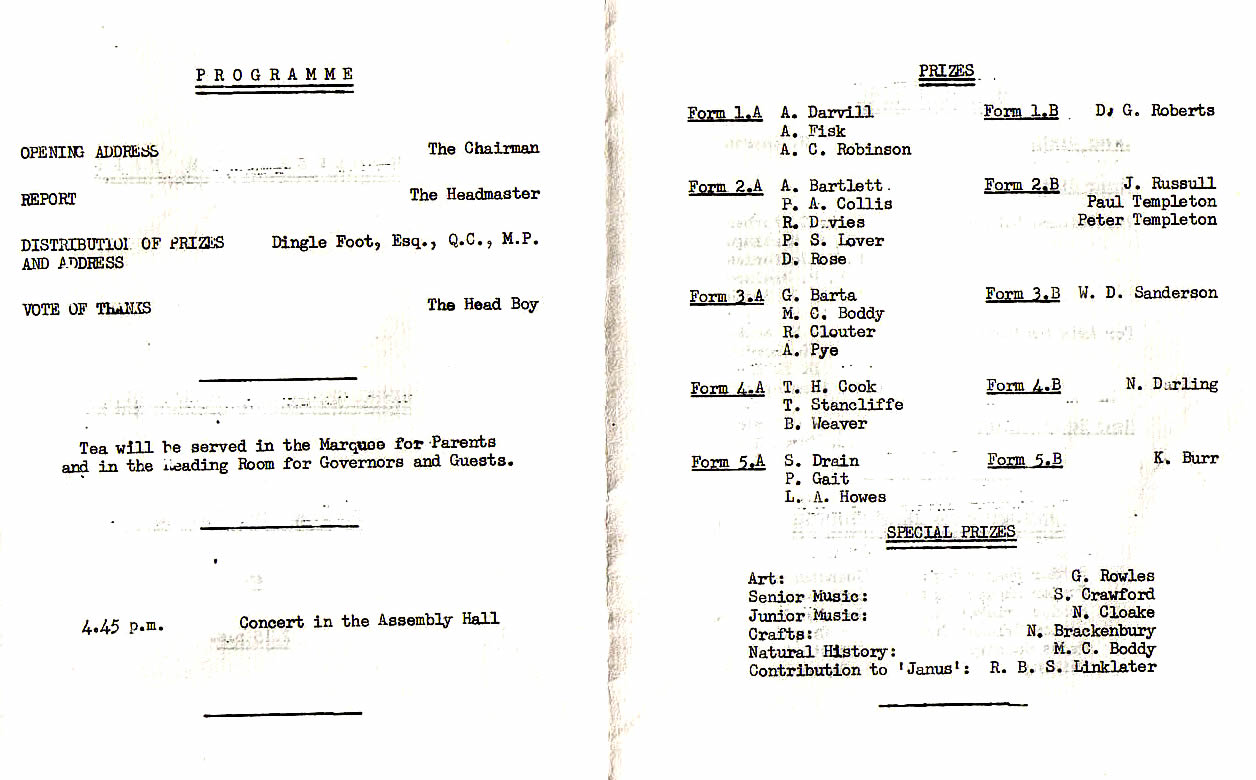 PROGRAMME
OPENING ADDRESS The Chairman
REPORT The Headmaster
DISTRIBUTION OF PRIZES Dingle Foot, Esq., Q.C., M.P.
AND ADDRESS
VOTE OF THANKS The Head Boy
Tea will be served in the Marquee for Parents
and in the Reading Room for Governors and Guests.
4.45 p.m. Concert in the Assembly Hall
PRIZES
Form 1.A A. Darvill Form 1.B D. G. Roberts
A. Fisk
A. C. Robinson
Form 2.A A. Bartlett. Form 2.B J. Russull
P. A. Collis Paul Templeton
R. Davies Peter Templeton
P. S. Lover
D. Rose
Form 3.A G. Barta Form 3.B W. D. Sanderson
M. C. Boddy
R. Clouter
A. Pye
Form 4.A T. H. Cook Form 4.B N. Darling
T. Stancliffe
B. Weaver
Form 5.A S. Drain Form 5.B K. Burr
P. Gait
L. A. Howes
SPECIAL PRIZES
Art: G. Rowles
Senior Music: S. Crawford
Junior Music: N. Cloake
Crafts: N. Brackenbury
Natural History: M. C. Boddy
Contribution to 'Janus': R. B. S. Linklater